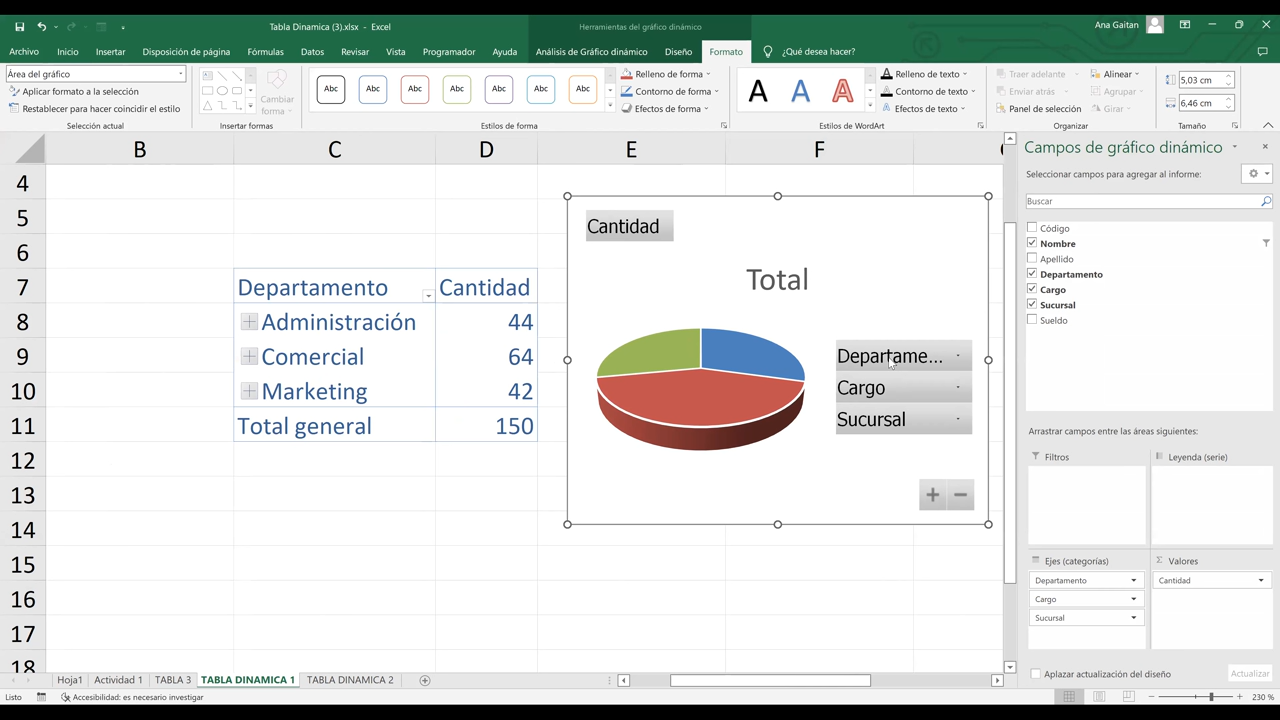 Tabla Dinamica (3).xlsx - Excel
Herramientas del gráfico dinámico
Ana Gaitan
Archivo Inicio Insertar Disposición de página Fórmulas Datos Revisar Vista Programador Ayuda Análisis de Gráfico dinámico Diseño Formato ¿Qué desea hacer?
Área del gráfico
Aplicar formato a la selección
Restablecer para hacer coincidir el estilo
Selección actual
Cambiar
forma
Insertar formas
Abc Abc Abc Abc Abc Abc Abc
Estilos de forma
Relleno de forma
Contorno de forma
Efectos de forma
A A A
Estilos de WordArt
Relleno de texto
Contorno de texto
Efectos de texto
Traer adelante
Enviar atrás
Panel de selección
Alinear
Agrupar
Girar
Organizar
5,03 cm
6,46 cm
Tamaño
B C D E F
4
5
6
7 Departamento Cantidad
8 Administración 44
9 Comercial 64
10 Marketing 42
11 Total general 150
12
13
14
15
16
17
18
Cantidad
Total
Departame...
Cargo
Sucursal
Campos de gráfico dinámico
Seleccionar campos para agregar al informe:
Buscar
Código
Nombre
Apellido
Departamento
Cargo
Sucursal
Sueldo
Arrastrar campos entre las áreas siguientes:
Filtros
Leyenda (serie)
Ejes (categorías)
Departamento
Cargo
Sucursal
Σ Valores
Cantidad
Aplazar actualización del diseño Actualizar
Hoja1 Actividad 1 TABLA 3 TABLA DINAMICA 1 TABLA DINAMICA 2
Listo Accesibilidad: es necesario investigar 230 %